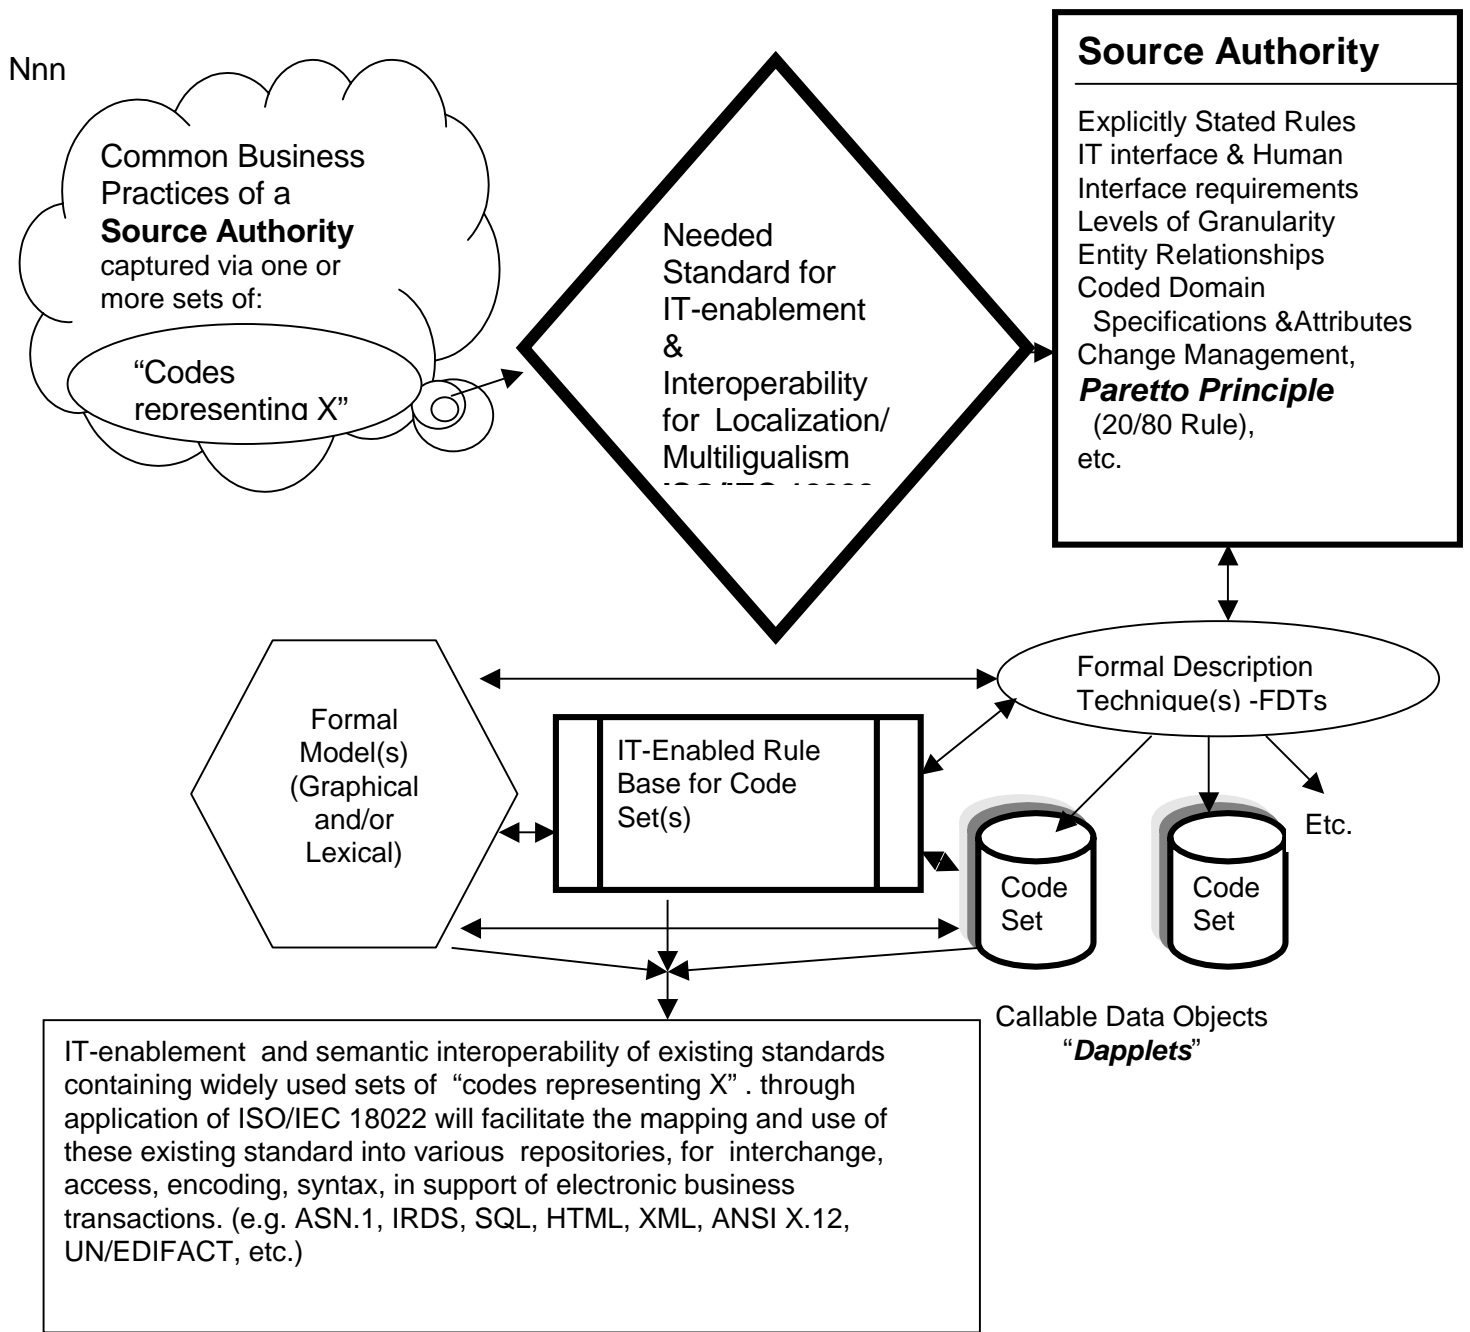 Nnn
Common Business
Practices of a
Source Authority
captured via one or
more sets of:
“Codes
representing X”
Needed
Standard for
IT-enablement
&
Interoperability
for Localization/
Multiligualism
ISO/IEC
Source Authority
Explicitly Stated Rules
IT interface & Human
Interface requirements
Levels of Granularity
Entity Relationships
Coded Domain
Specifications &Attributes
Change Management,
Paretto Principle
(20/80 Rule),
etc.
Formal Description
Technique(s) -FDTs
Formal
Model(s)
(Graphical
and/or
Lexical)
IT-Enabled Rule
Base for Code
Set(s)
Code
Set
Code
Set
Etc.
Callable Data Objects
“Dapplets”
IT-enablement and semantic interoperability of existing standards
containing widely used sets of “codes representing X” . through
application of ISO/IEC 18022 will facilitate the mapping and use of
these existing standard into various repositories, for interchange,
access, encoding, syntax, in support of electronic business
transactions. (e.g. ASN.1, IRDS, SQL, HTML, XML, ANSI X.12,
UN/EDIFACT, etc.)